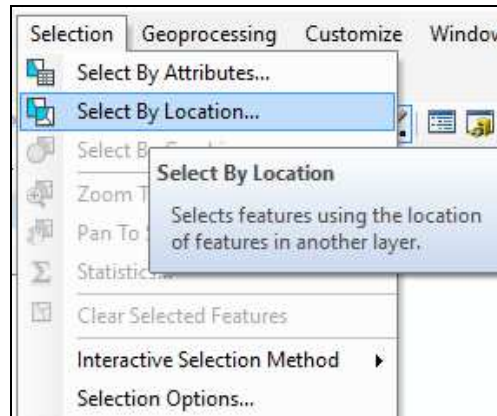 Selection Geoprocessing Customize
Select By Attributes...
Select By Location...
Select
Select By Location
Zoom
Selects features using the location
Pan To
of features in another layer.
Clear Selected Features
Interactive Selection Method
Selection Options...